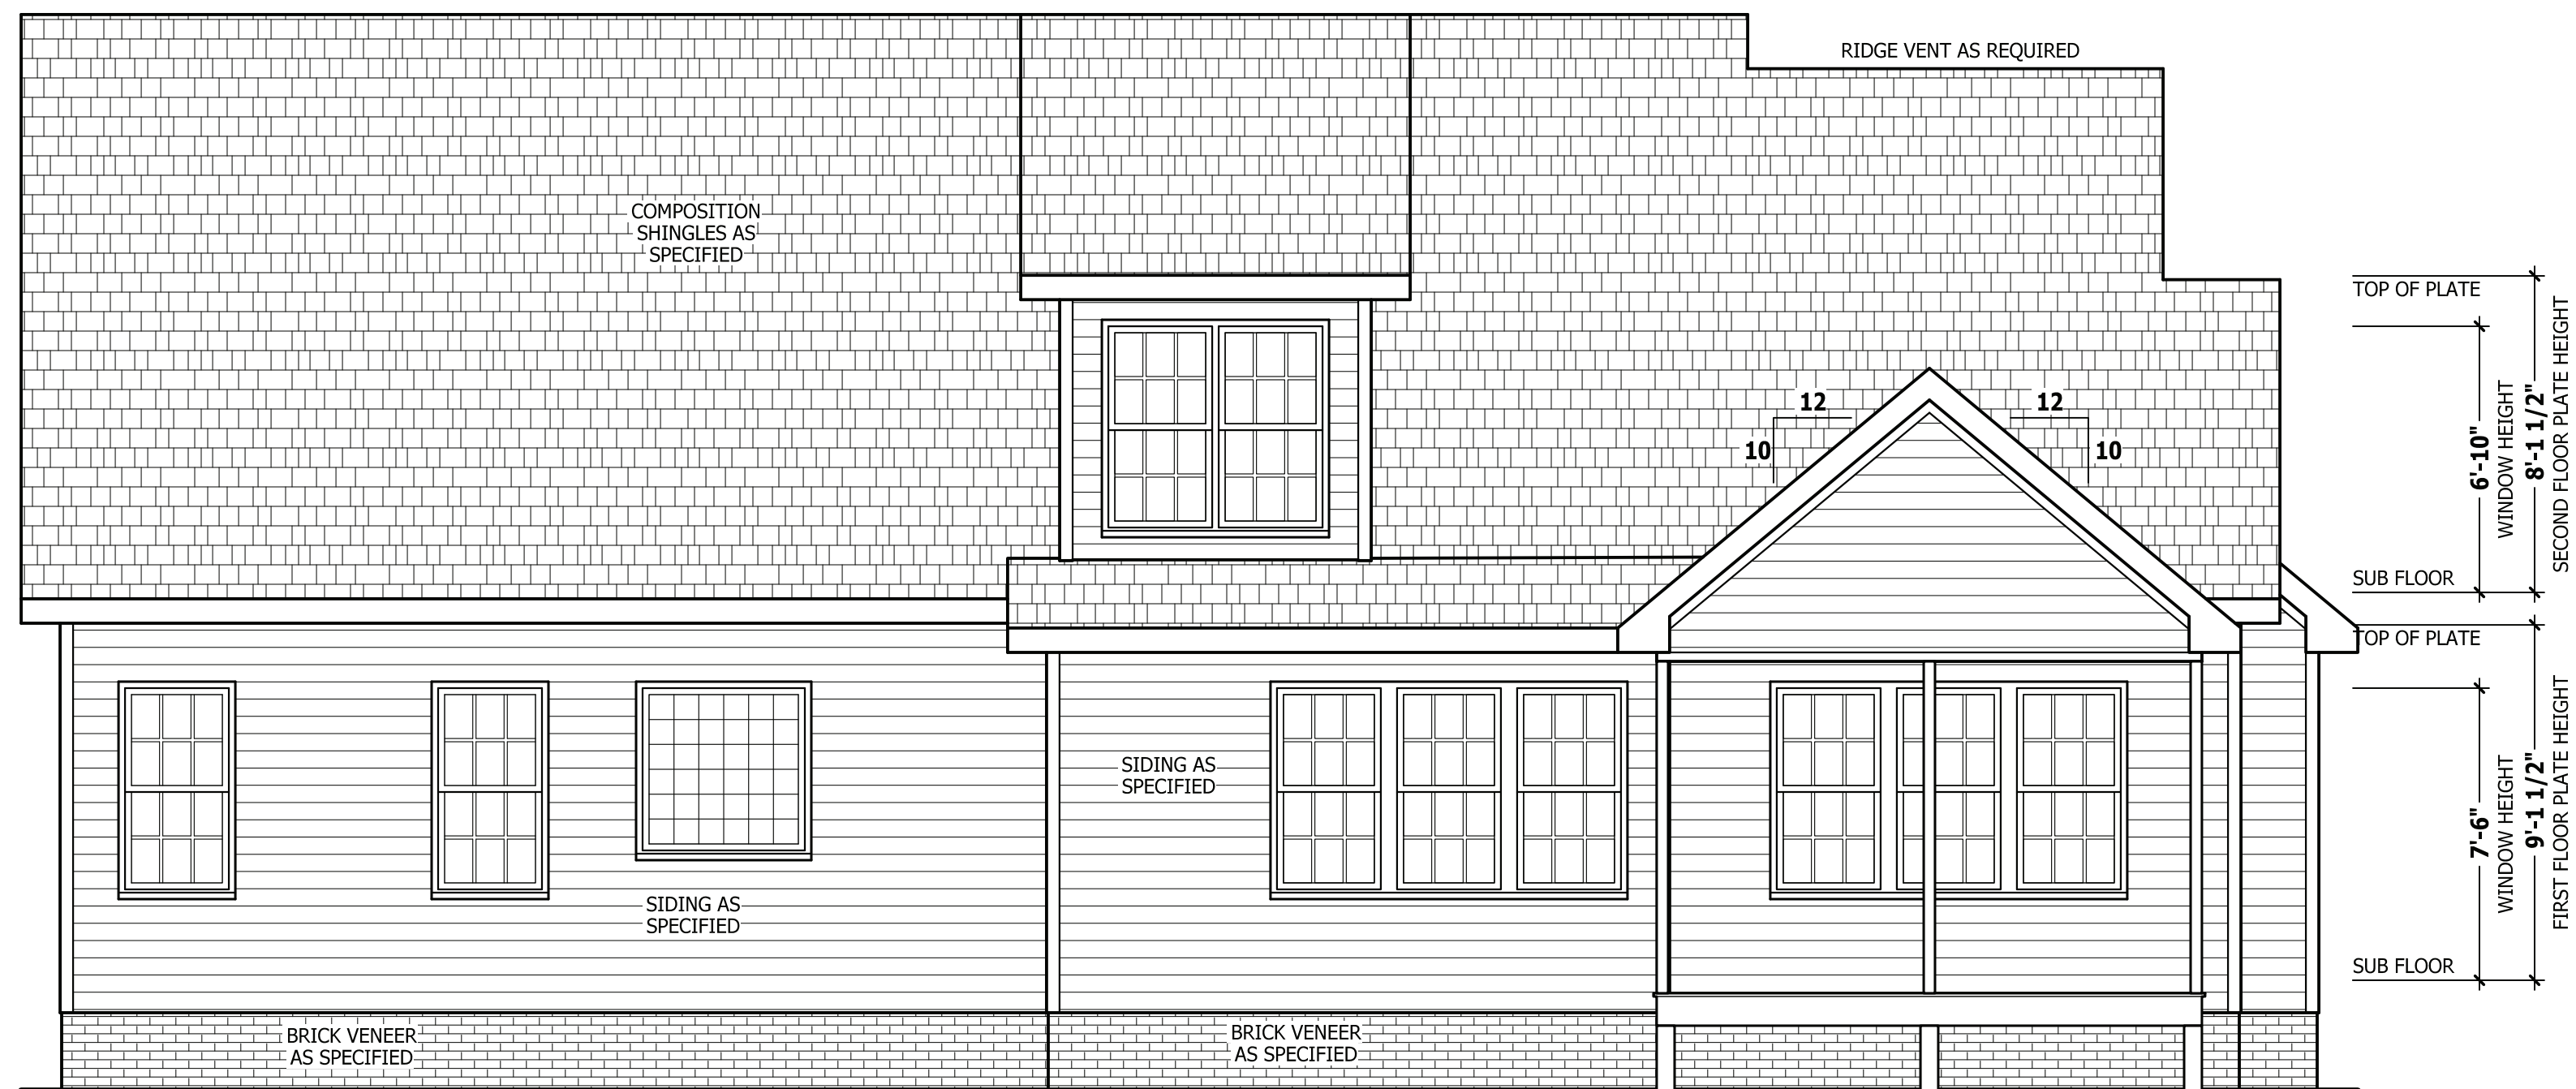 RIDGE VENT AS REQUIRED
COMPOSITION
SHINGLES AS
SPECIFIED
12
10
12
10
TOP OF PLATE
6'-10"
WINDOW HEIGHT
8'-1 1/2"
SECOND FLOOR PLATE HEIGHT
SUB FLOOR
TOP OF PLATE
7'-6"
WINDOW HEIGHT
9'-1 1/2"
FIRST FLOOR PLATE HEIGHT
SUB FLOOR
SIDING AS
SPECIFIED
SIDING AS
SPECIFIED
BRICK VENEER
AS SPECIFIED
BRICK VENEER
AS SPECIFIED